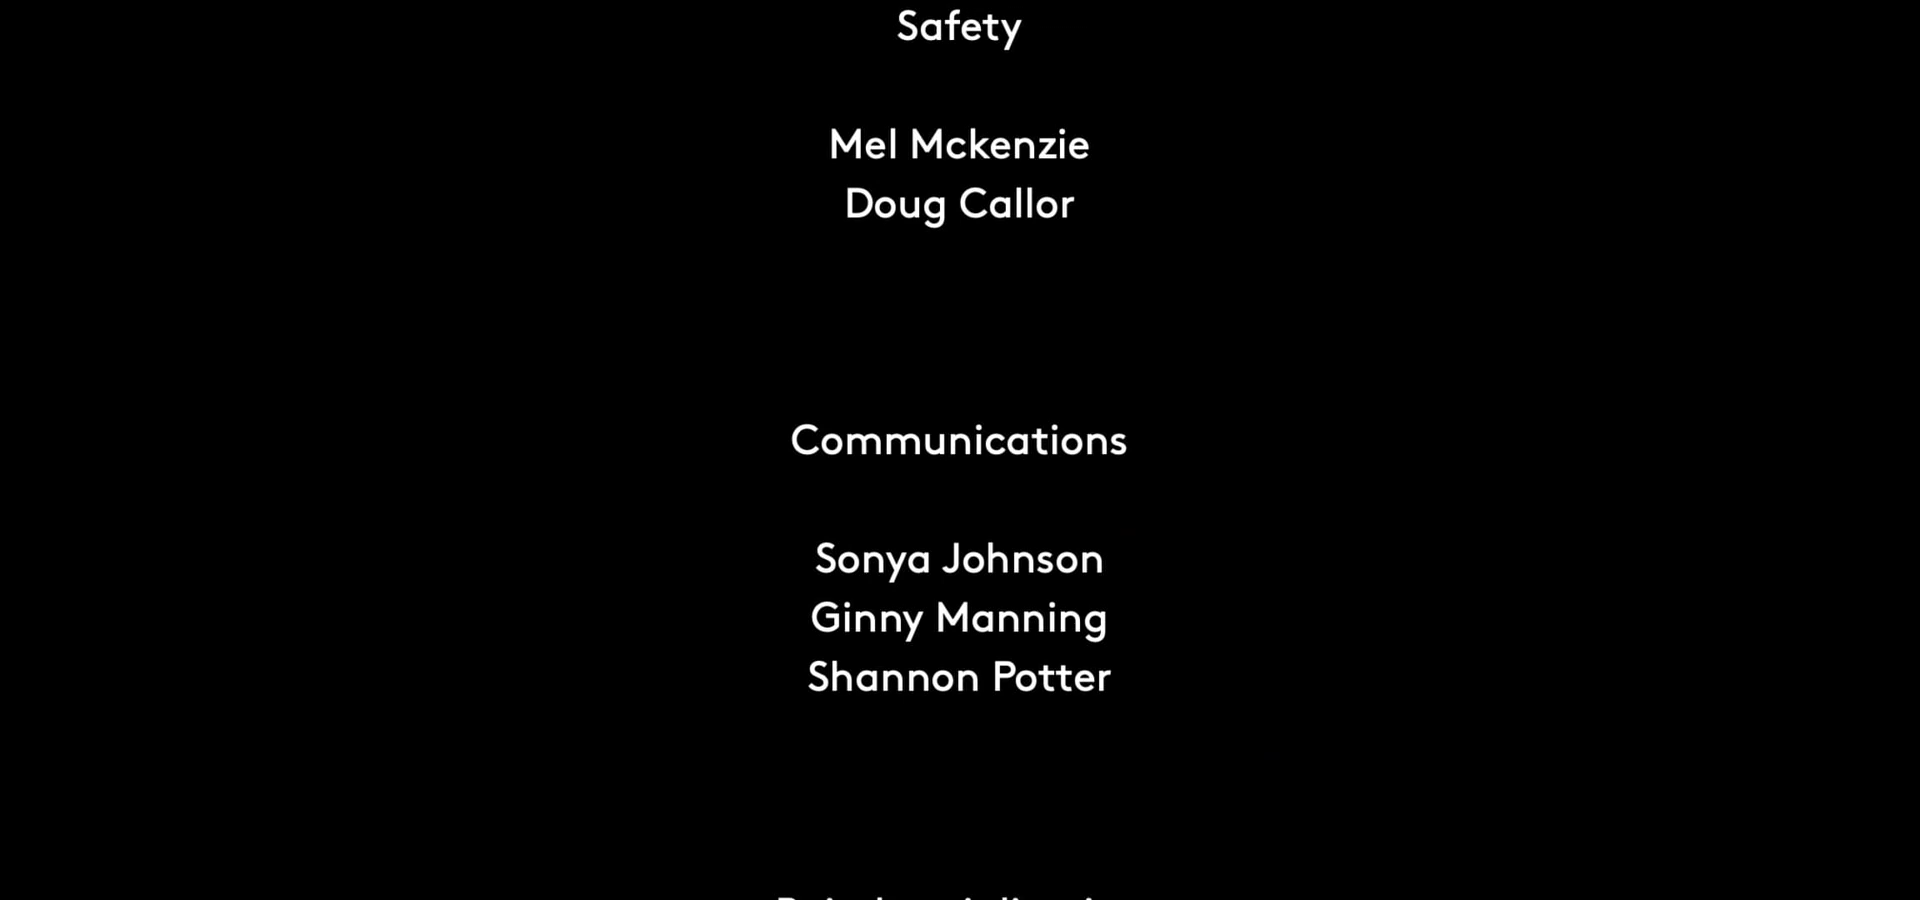 Safety
Mel Mckenzie
Doug Callor
Communications
Sonya Johnson
Ginny Manning
Shannon Potter